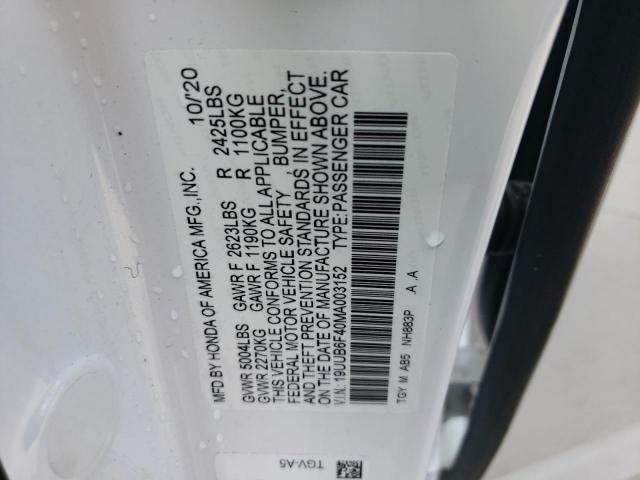 MFD.BY HONDA OF AMERICA MFG.,INC. 10/'20
GVWR 5004LBS GAWR F 2623LBS R 2425LBS
GVWR 2270KG GAWR F 1190KG R 1100KG
THIS VEHICLE CONFORMS TO ALL APPLICABLE
FEDERAL MOTOR VEHICLE SAFETY , BUMPER,
AND THEFT PREVENTION STANDARDS IN EFFECT
ON THE DATE OF MANUFACTURE SHOWN ABOVE.
V.I.N.: 19UUB6F40MA003152 TYPE:PASSENGER CAR
TGY M AB5 NH883P A A
TGV-A5